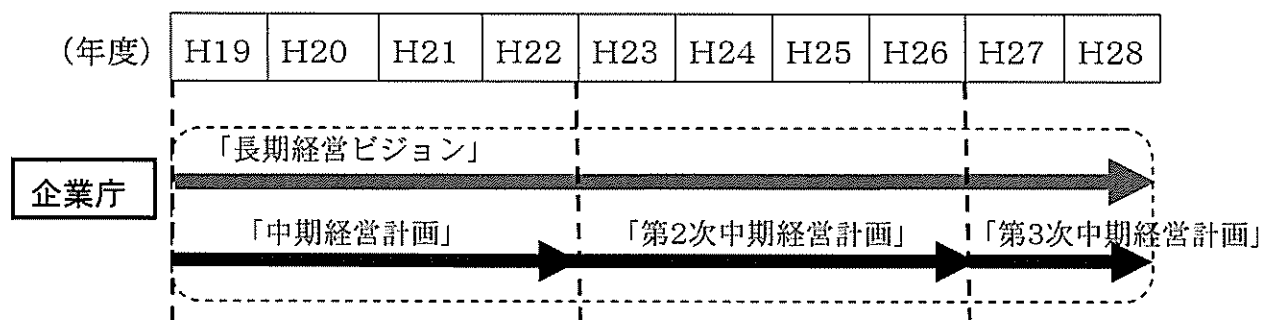 (年度) H19 H20 H21 H22 H23 H24 H25 H26 H27 H28
「長期経営ビジョン」
企業庁
「中期経営計画」 「第2次中期経営計画」 「第3次中期経営計画」